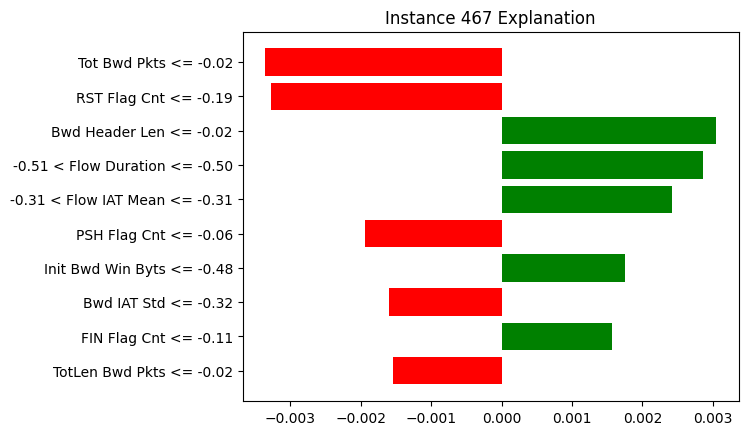 Instance 467 Explanation
Tot Bwd Pkts <= -0.02
RST Flag Cnt <= -0.19
Bwd Header Len <= -0.02
-0.51 < Flow Duration <= -0.50
-0.31 < Flow IAT Mean <= -0.31
PSH Flag Cnt <= -0.06
Init Bwd Win Byts <= -0.48
Bwd IAT Std <= -0.32
FIN Flag Cnt <= -0.11
TotLen Bwd Pkts <= -0.02
−0.003 −0.002 −0.001 0.000 0.001 0.002 0.003